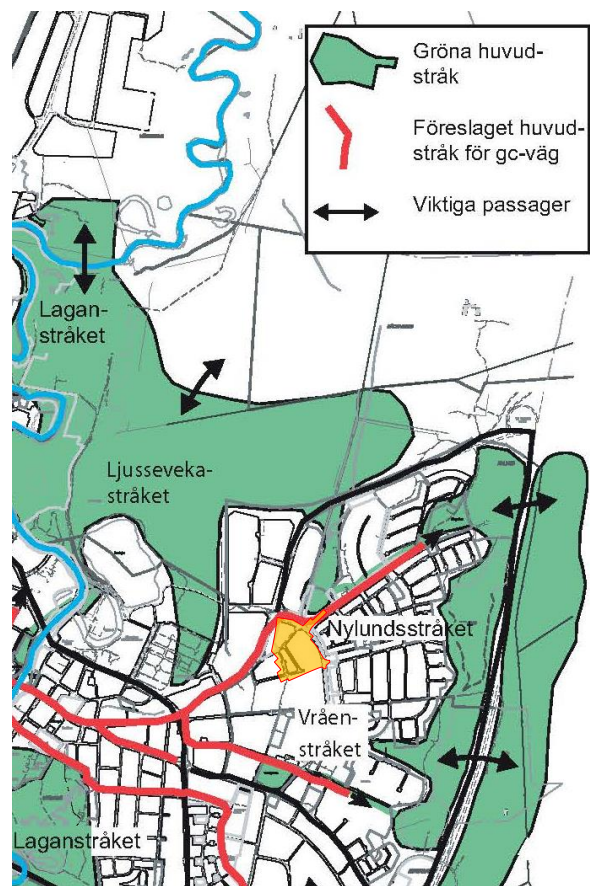 Gröna huvud-
stråk
Föreslaget huvud-
stråk för gc-väg
Viktiga passager
Lagan-
stråket
Ljusseveka-
stråket
Nylundsstråket
Vråen-
stråket
Laganstråket